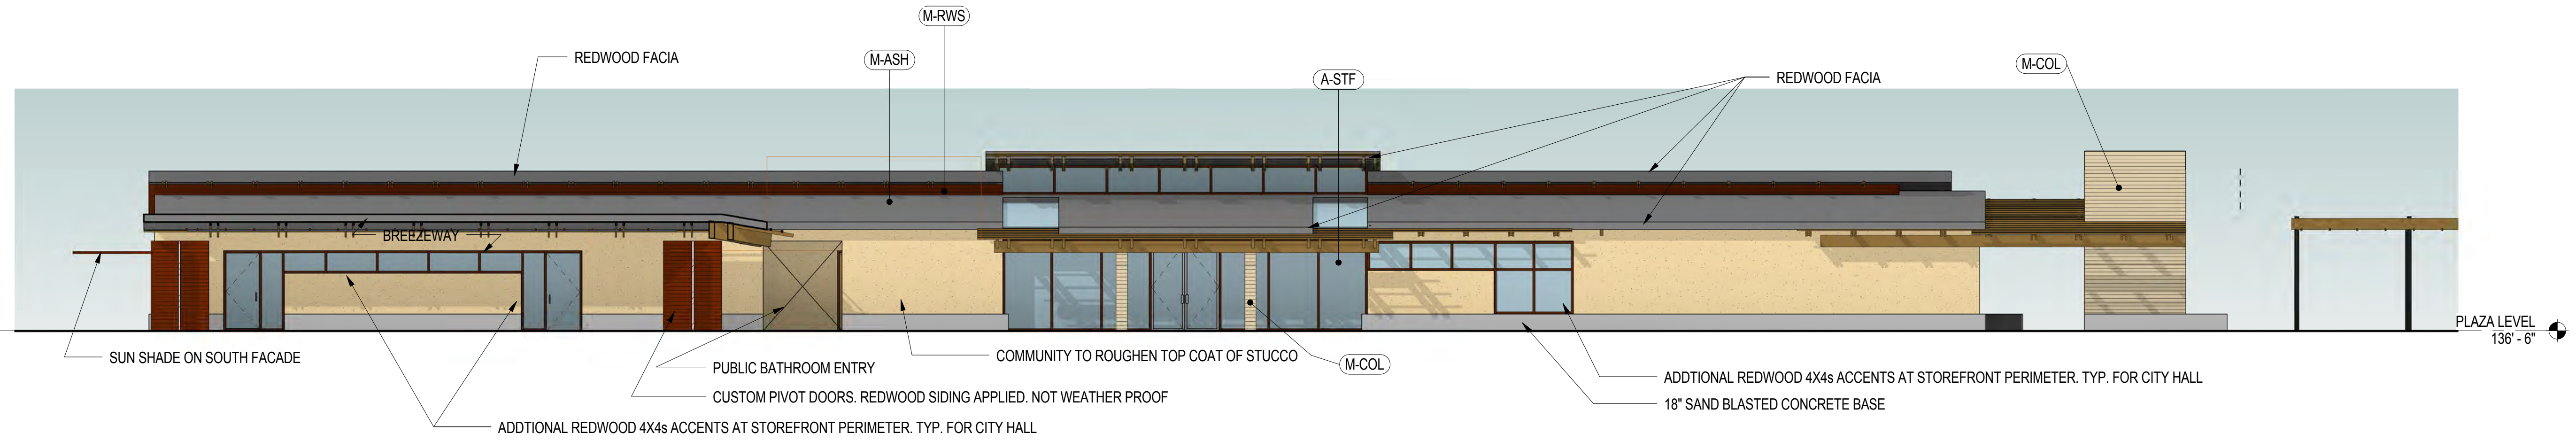 M-RWS
REDWOOD FACIA
M-ASH
A-STF
REDWOOD FACIA
M-COL
BREEZEWAY
PLAZA LEVEL
136' - 6"
SUN SHADE ON SOUTH FACADE
COMMUNITY TO ROUGHEN TOP COAT OF STUCCO
M-COL
PUBLIC BATHROOM ENTRY
ADDTIONAL REDWOOD 4X4s ACCENTS AT STOREFRONT PERIMETER. TYP. FOR CITY HALL
CUSTOM PIVOT DOORS. REDWOOD SIDING APPLIED. NOT WEATHER PROOF
18" SAND BLASTED CONCRETE BASE
ADDTIONAL REDWOOD 4X4s ACCENTS AT STOREFRONT PERIMETER. TYP. FOR CITY HALL